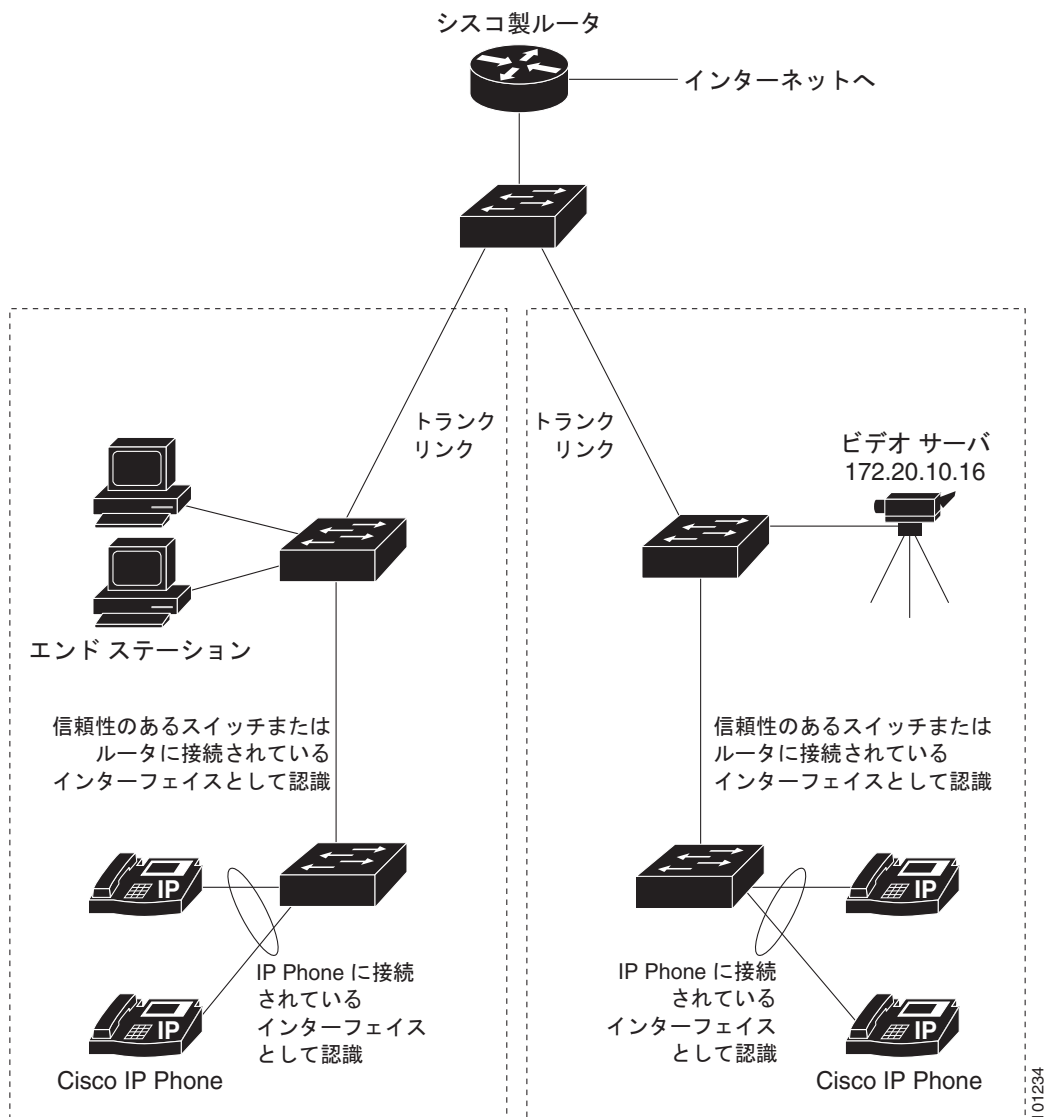 シスコ製ルータ
インターネットへ
トランク
リンク
トランク
リンク
ビデオ サーバ
172.20.10.16
エンド ステーション
信頼性のあるスイッチまたは
ルータに接続されている
インターフェイスとして認識
信頼性のあるスイッチまたは
ルータに接続されている
インターフェイスとして認識
IP
IP
IP Phone に接続
されている
インターフェイス
として認識
Cisco IP Phone
IP
IP
IP Phone に接続
されている
インターフェイス
として認識
Cisco IP Phone
101234